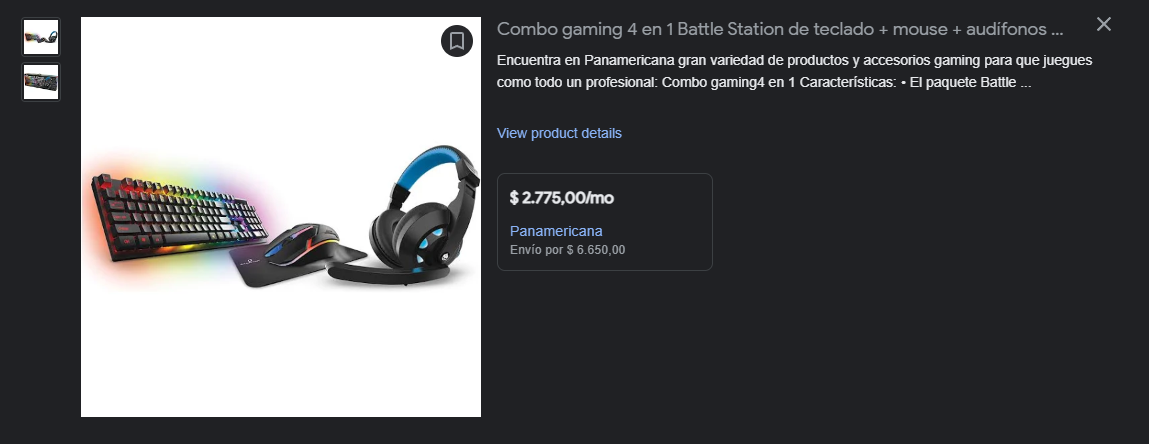 Combo gaming 4 en 1 Battle Station de teclado + mouse + audífonos ...
Encuentra en Panamericana gran variedad de productos y accesorios gaming para que juegues
como todo un profesional: Combo gaming4 en 1 Características: • El paquete Battle ...
View product details
$ 2.775,00/mo
Panamericana
Envío por $ 6.650,00